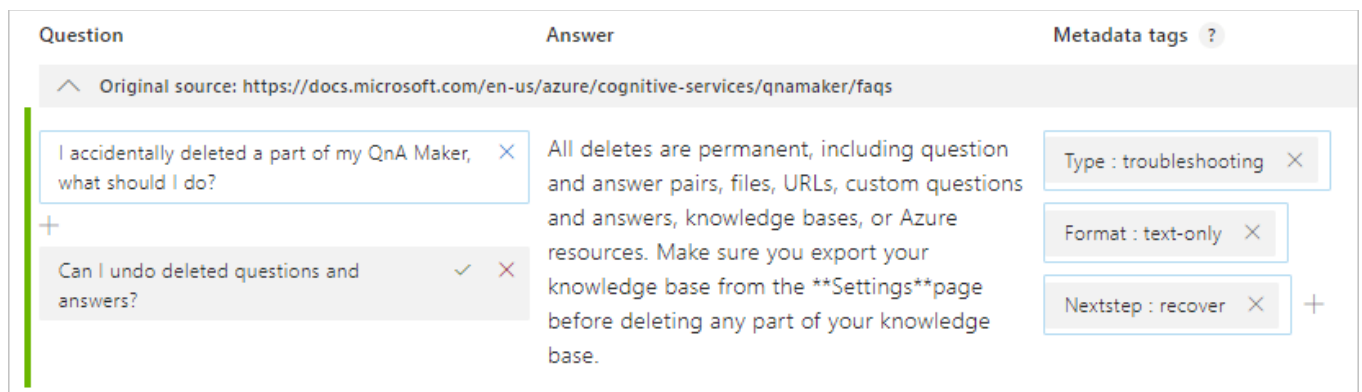 Question
Answer
Metadata tags ?
Original source: https://docs.microsoft.com/en-us/azure/cognitive-services/qnamaker/faqs
I accidentally deleted a part of my QnA Maker,
what should I do?
Can I undo deleted questions and
answers?
All deletes are permanent, including question
and answer pairs, files, URLs, custom questions
and answers, knowledge bases, or Azure
resources. Make sure you export your
knowledge base from the **Settings**page
before deleting any part of your knowledge
base.
Type : troubleshooting
Format : text-only
Nextstep : recover